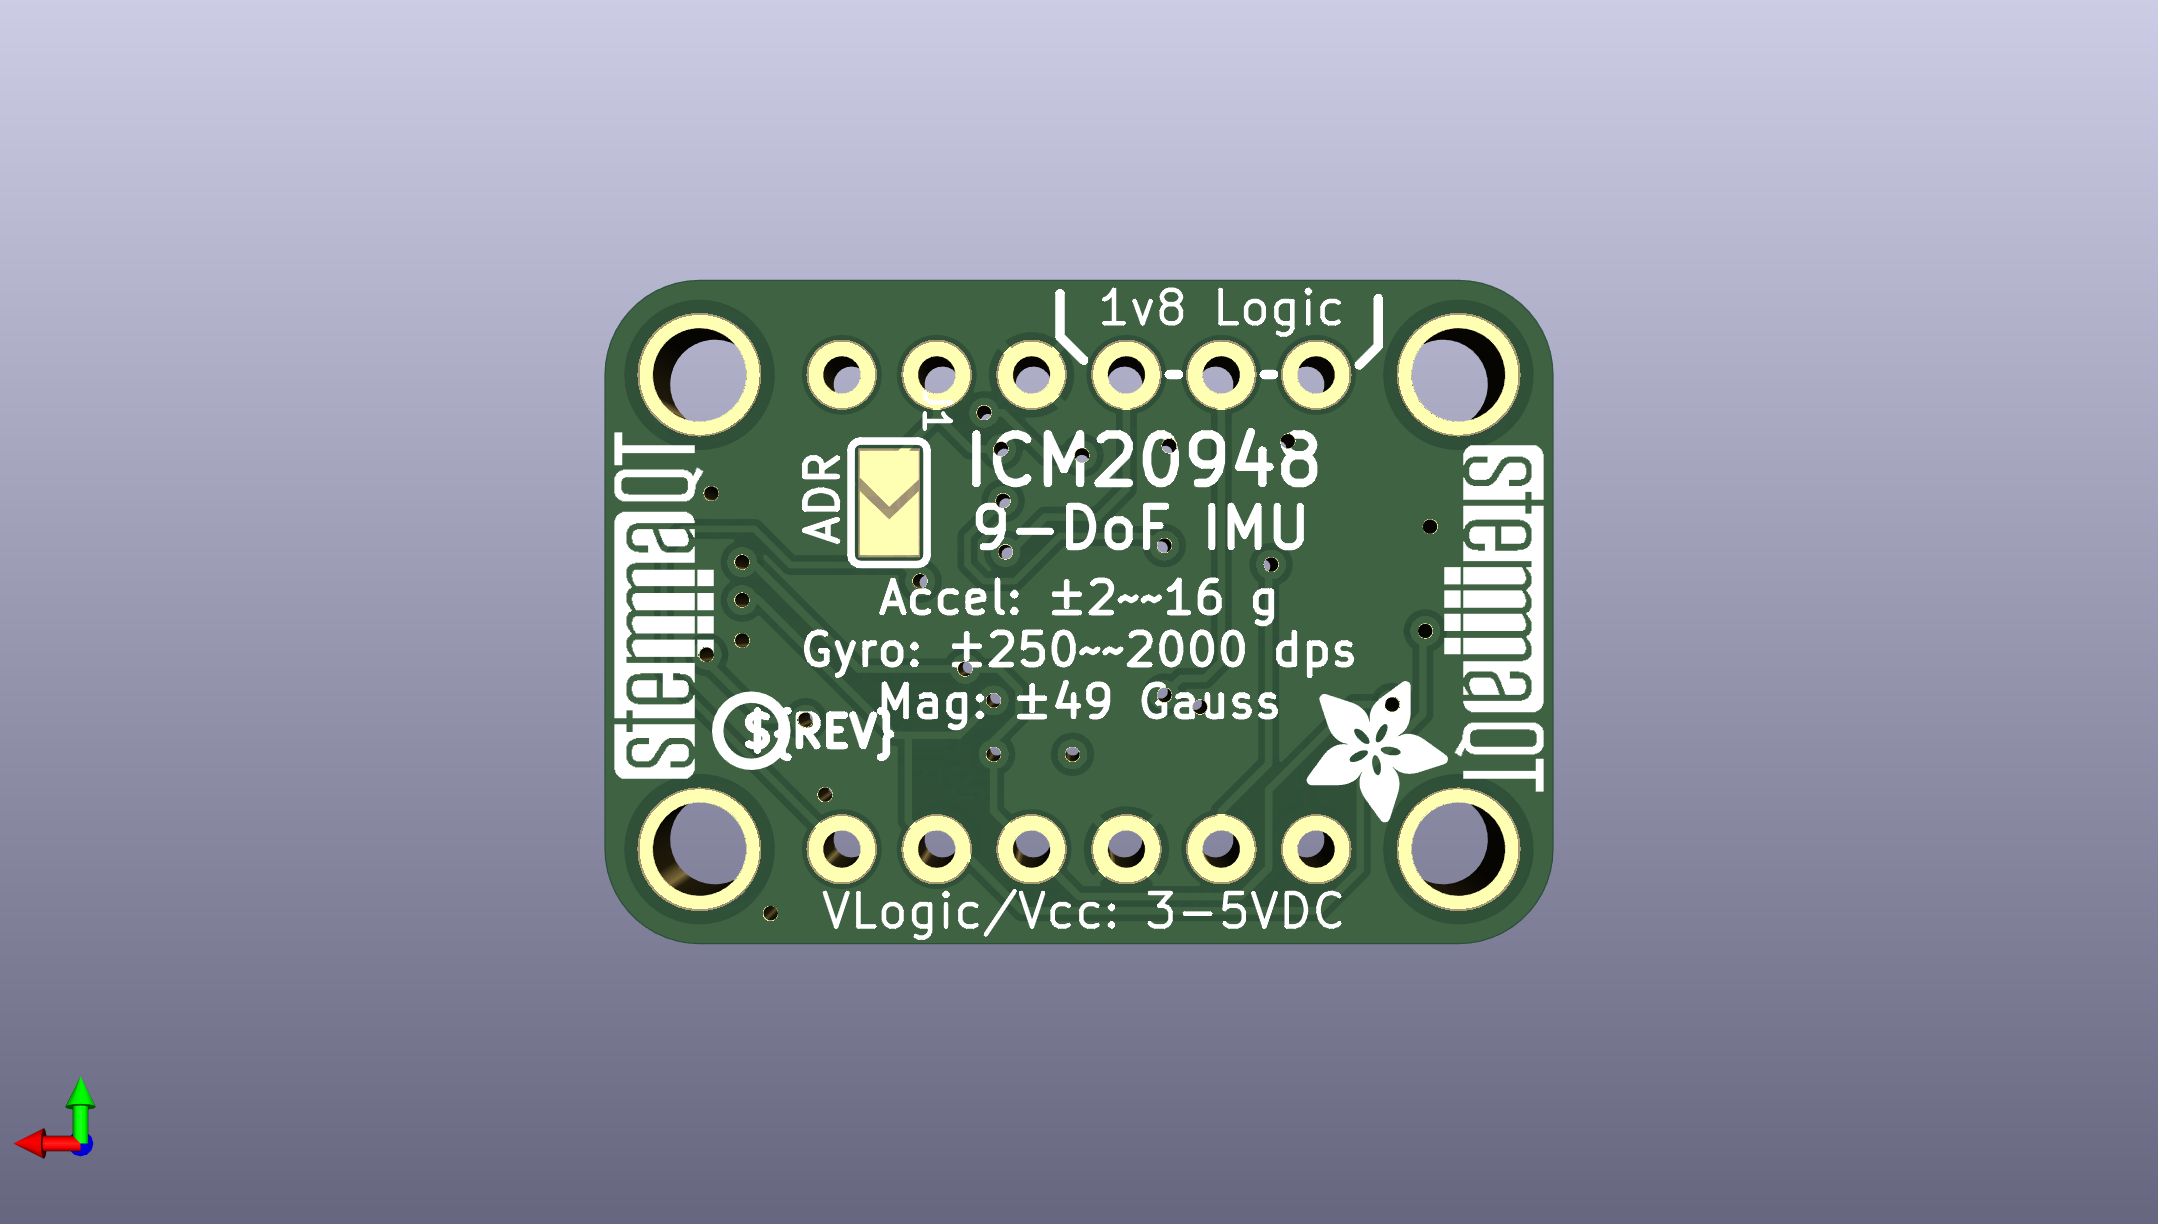 1v8 Logic
J1
ADR
ICM20948
9-DoF IMU
Accel: ±2~~16 g
Gyro: ±250~~2000 dps
Mag: ±49 Gauss
${REV}
stemmaQT
stemmaQT
VLogic/Vcc: 3-5VDC